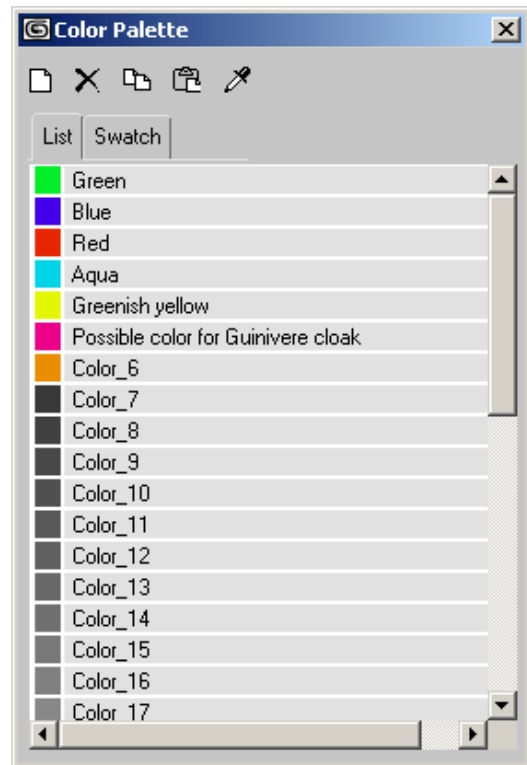 Color Palette
List Swatch
Green
Blue
Red
Aqua
Greenish yellow
Possible color for Guinivere cloak
Color_6
Color_7
Color_8
Color_9
Color_10
Color_11
Color_12
Color_13
Color_14
Color_15
Color_16
Color_17